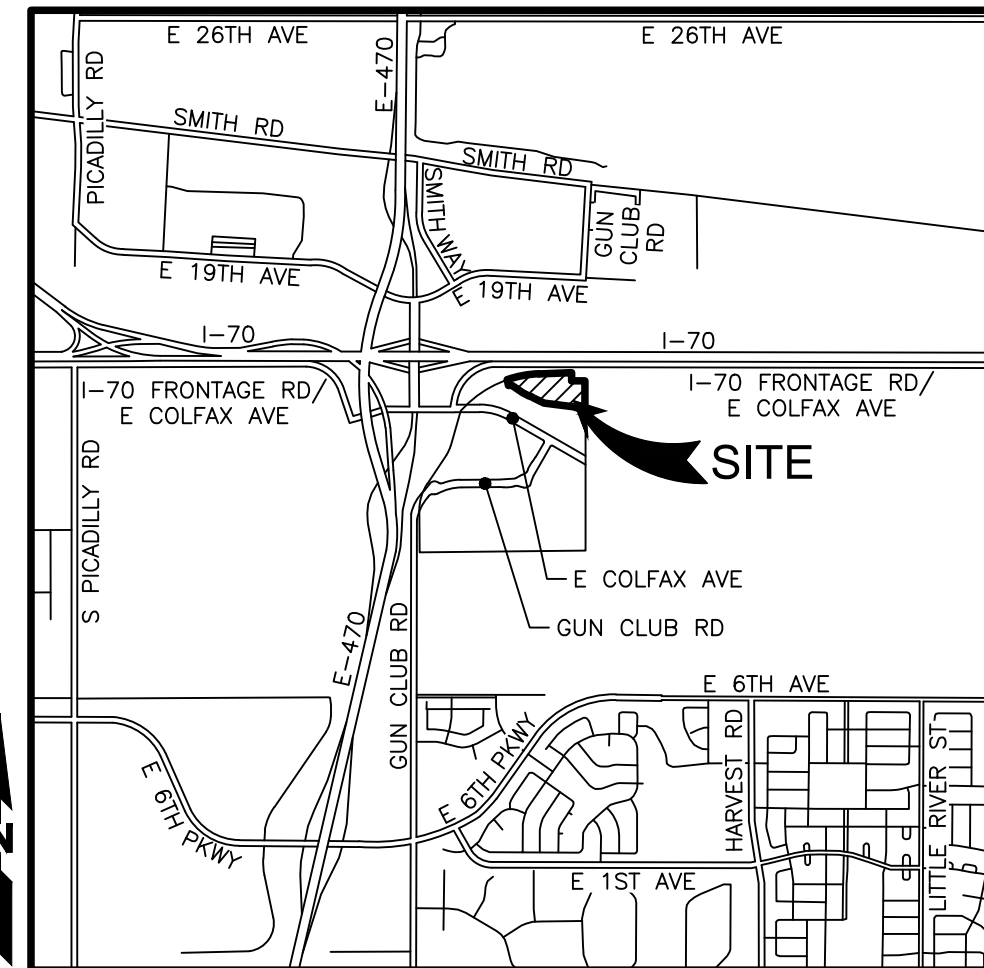 E 26TH AVE
E 26TH AVE
PICADILLY RD
E-470
SMITH RD
SMITH RD
SMITH WAY
GUN
CLUB
RD
E 19TH AVE
E 19TH AVE
I-70
I-70
I-70 FRONTAGE RD/
E COLFAX AVE
I-70 FRONTAGE RD/
E COLFAX AVE
SITE
S PICADILLY RD
E COLFAX AVE
GUN CLUB RD
E-470
GUN CLUB RD
E 6TH AVE
E 6TH PKWY
E 6TH PKWY
HARVEST RD
LITTLE RIVER ST
E 1ST AVE
N